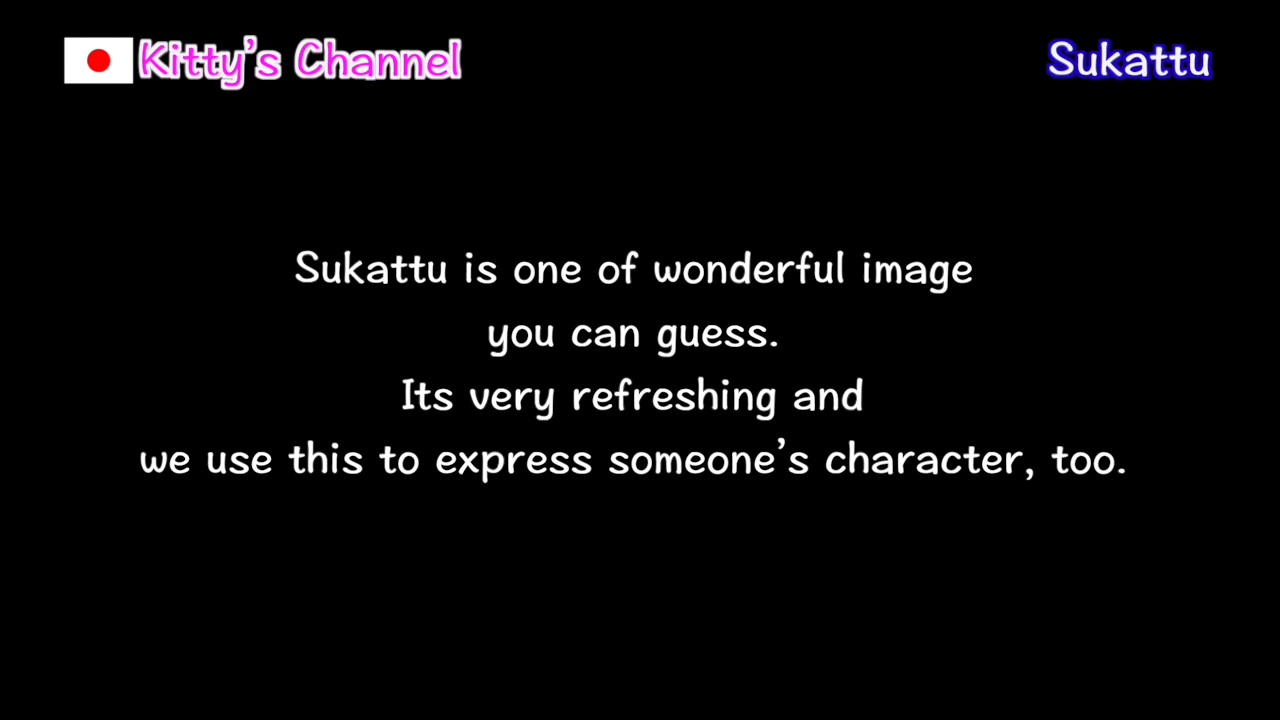 Kitty's Channel
Sukattu
Sukattu is one of wonderful image
you can guess.
Its very refreshing and
we use this to express someone's character, too.